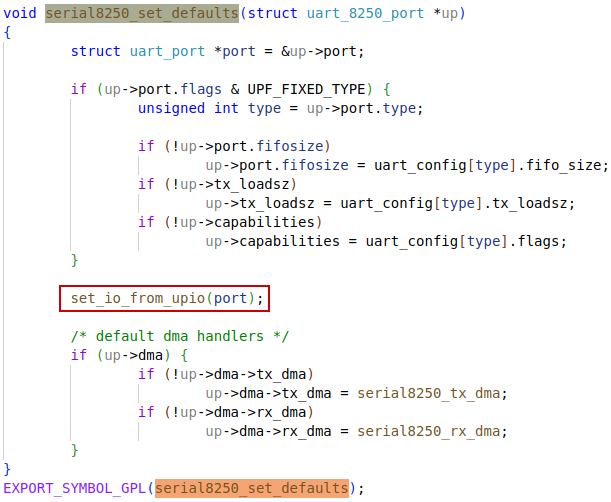 void serial8250_set_defaults(struct uart_8250_port *up)
{
        struct uart_port *port = &up->port;

        if (up->port.flags & UPF_FIXED_TYPE) {
                unsigned int type = up->port.type;

                if (!up->port.fifosize)
                        up->port.fifosize = uart_config[type].fifo_size;
                if (!up->tx_loadsz)
                        up->tx_loadsz = uart_config[type].tx_loadsz;
                if (!up->capabilities)
                        up->capabilities = uart_config[type].flags;
        }

        set_io_from_upio(port);

        /* default dma handlers */
        if (up->dma) {
                if (!up->dma->tx_dma)
                        up->dma->tx_dma = serial8250_tx_dma;
                if (!up->dma->rx_dma)
                        up->dma->rx_dma = serial8250_rx_dma;
        }
}
EXPORT_SYMBOL_GPL(serial8250_set_defaults);